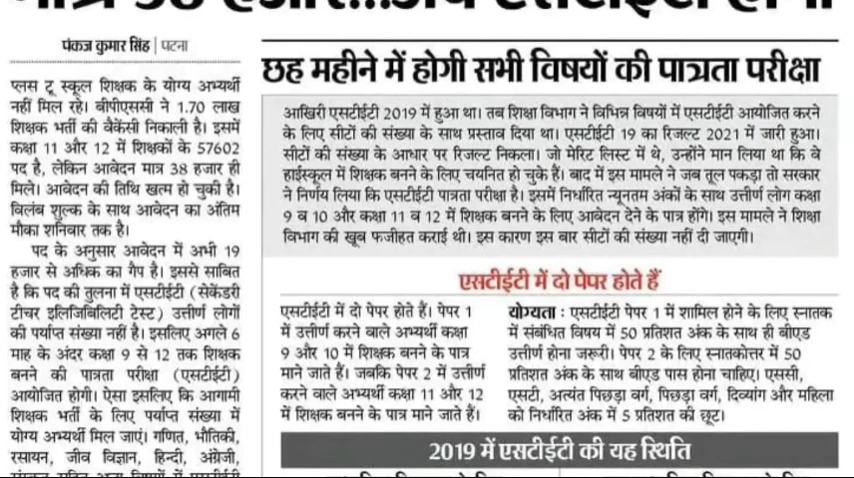 मात्र 38 हजार...अब एसटीईटी होगी
पंकज कुमार सिंह | पटना
प्लस टू स्कूल शिक्षक के योग्य अभ्यर्थी
नहीं मिल रहे। बीपीएससी ने 1.70 लाख
शिक्षक भर्ती की वैकेंसी निकाली है। इसमें
कक्षा 11 और 12 में शिक्षकों के 57602
पद है, लेकिन आवेदन मात्र 38 हजार ही
मिले। आवेदन की तिथि खत्म हो चुकी है।
विलंब शुल्क के साथ आवेदन का अंतिम
मौका शनिवार तक है।
पद के अनुसार आवेदन में अभी 19
हजार से अधिक का गैप है। इससे साबित
है कि पद की तुलना में एसटीईटी (सेकेंडरी
टीचर इलिजिबिलिटी टेस्ट) उत्तीर्ण लोगों
की पर्याप्त संख्या नहीं है। इसलिए अगले 6
माह के अंदर कक्षा 9 से 12 तक शिक्षक
बनने की पात्रता परीक्षा (एसटीईटी)
आयोजित होगी। ऐसा इसलिए कि आगामी
शिक्षक भर्ती के लिए पर्याप्त संख्या में
योग्य अभ्यर्थी मिल जाएं। गणित, भौतिकी,
रसायन, जीव विज्ञान, हिन्दी, अंग्रेजी,
छह महीने में होगी सभी विषयों की पात्रता परीक्षा
आखिरी एसटीईटी 2019 में हुआ था। तब शिक्षा विभाग ने विभिन्न विषयों में एसटीईटी आयोजित करने
के लिए सीटों की संख्या के साथ प्रस्ताव दिया था। एसटीईटी 19 का रिजल्ट 2021 में जारी हुआ।
सीटों की संख्या के आधार पर रिजल्ट निकला। जो मेरिट लिस्ट में थे, उन्होंने मान लिया था कि वे
हाईस्कूल में शिक्षक बनने के लिए चयनित हो चुके हैं। बाद में इस मामले ने जब तूल पकड़ा तो सरकार
ने निर्णय लिया कि एसटीईटी पात्रता परीक्षा है। इसमें निर्धारित न्यूनतम अंकों के साथ उत्तीर्ण लोग कक्षा
9 व 10 और कक्षा 11 व 12 में शिक्षक बनने के लिए आवेदन देने के पात्र होंगे। इस मामले ने शिक्षा
विभाग की खूब फजीहत कराई थी। इस कारण इस बार सीटों की संख्या नहीं दी जाएगी।
एसटीईटी में दो पेपर होते हैं
एसटीईटी में दो पेपर होते हैं। पेपर 1
में उत्तीर्ण करने वाले अभ्यर्थी कक्षा
9 और 10 में शिक्षक बनने के पात्र
माने जाते हैं। जबकि पेपर 2 में उत्तीर्ण
करने वाले अभ्यर्थी कक्षा 11 और 12
में शिक्षक बनने के पात्र माने जाते हैं।
योग्यता : एसटीईटी पेपर 1 में शामिल होने के लिए स्नातक
में संबंधित विषय में 50 प्रतिशत अंक के साथ ही बीएड
उत्तीर्ण होना जरूरी। पेपर 2 के लिए स्नातकोत्तर में 50
प्रतिशत अंक के साथ बीएड पास होना चाहिए। एससी,
एसटी, अत्यंत पिछड़ा वर्ग, पिछड़ा वर्ग, दिव्यांग और महिला
को निर्धारित अंक में 5 प्रतिशत की छूट।
2019 में एसटीईटी की यह स्थिति